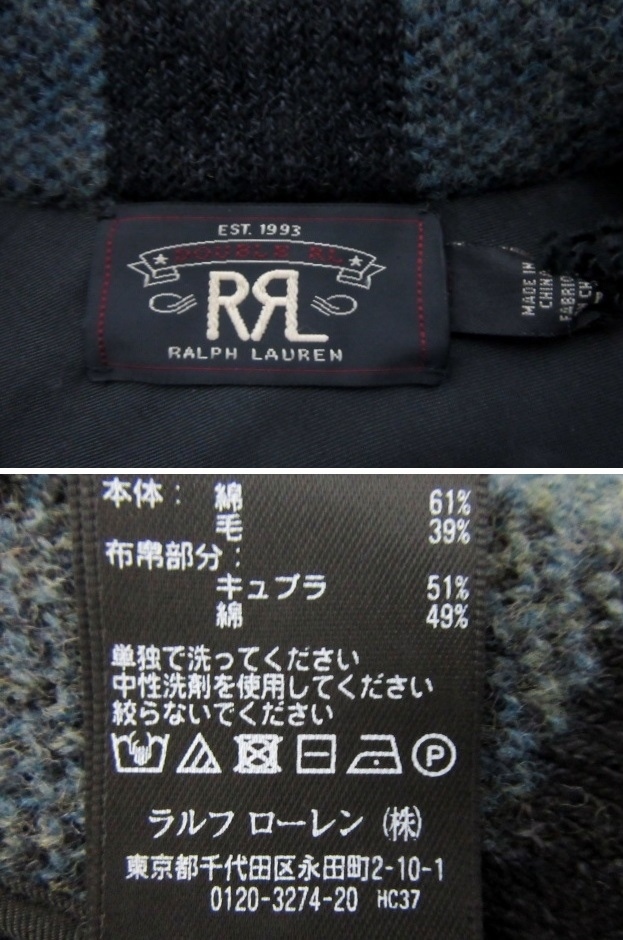 EST. 1993
DOUBLE RL
RRL
RALPH LAUREN
MADE IN
CHINA
FABRIC
本体: 綿 61%
毛 39%
布帛部分:
キュプラ 51%
綿 49%
単独で洗ってください
中性洗剤を使用してください
絞らないでください
P
ラルフ ローレン (株)
東京都千代田区永田町2-10-1
0120-3274-20 HC37